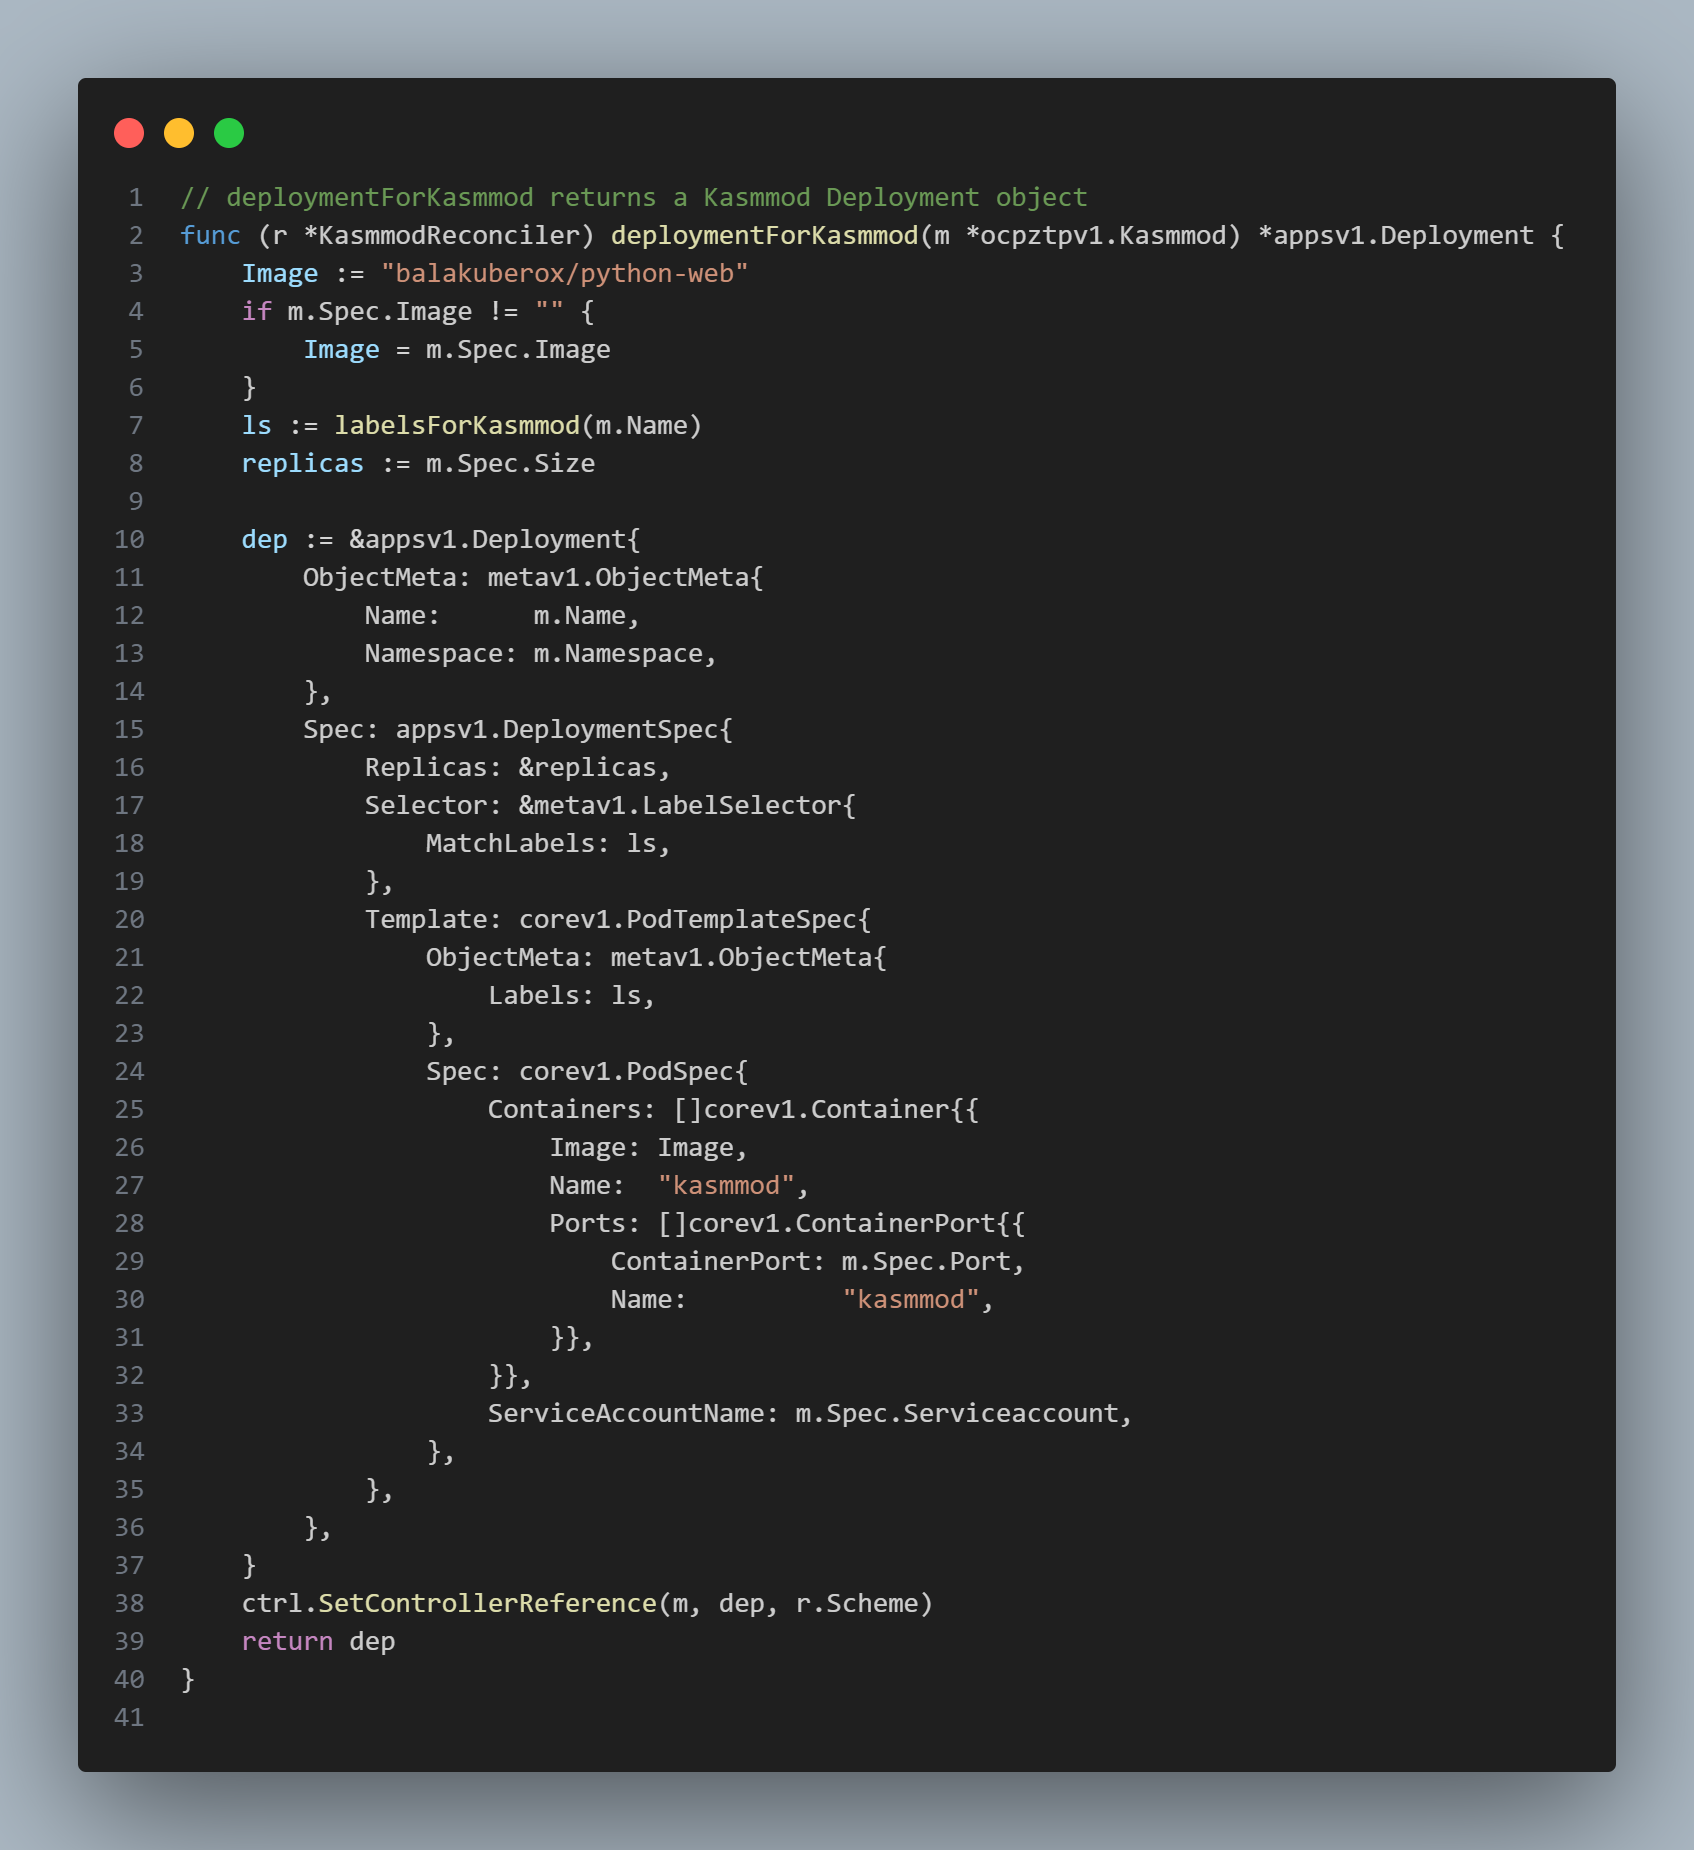 1 // deploymentForKasmmod returns a Kasmmod Deployment object
2 func (r *KasmmodReconciler) deploymentForKasmmod(m *ocpztpv1.Kasmmod) *appsv1.Deployment {
3     Image := "balakuberox/python-web"
4     if m.Spec.Image != "" {
5         Image = m.Spec.Image
6     }
7     ls := labelsForKasmmod(m.Name)
8     replicas := m.Spec.Size
9
10     dep := &appsv1.Deployment{
11         ObjectMeta: metav1.ObjectMeta{
12             Name:      m.Name,
13             Namespace: m.Namespace,
14         },
15         Spec: appsv1.DeploymentSpec{
16             Replicas: &replicas,
17             Selector: &metav1.LabelSelector{
18                 MatchLabels: ls,
19             },
20             Template: corev1.PodTemplateSpec{
21                 ObjectMeta: metav1.ObjectMeta{
22                     Labels: ls,
23                 },
24                 Spec: corev1.PodSpec{
25                     Containers: []corev1.Container{{
26                         Image: Image,
27                         Name:  "kasmmod",
28                         Ports: []corev1.ContainerPort{{
29                             ContainerPort: m.Spec.Port,
30                             Name:          "kasmmod",
31                         }},
32                     }},
33                     ServiceAccountName: m.Spec.Serviceaccount,
34                 },
35             },
36         },
37     }
38     ctrl.SetControllerReference(m, dep, r.Scheme)
39     return dep
40 }
41